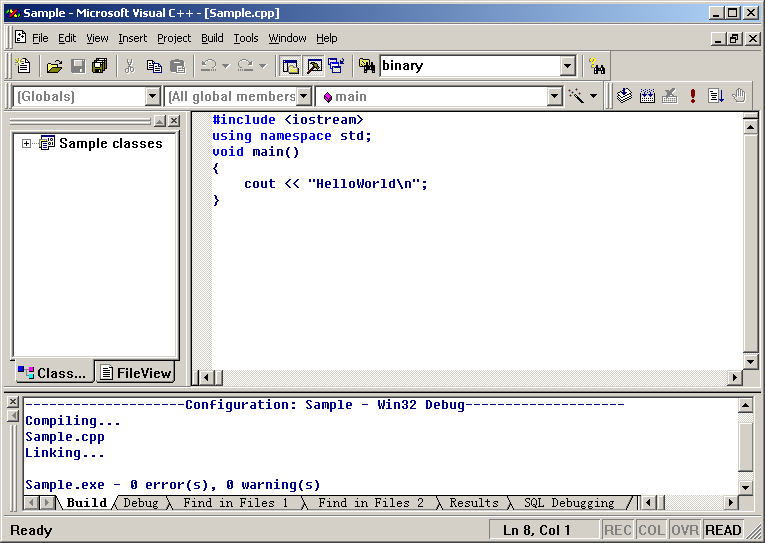 Sample - Microsoft Visual C++ - [Sample.cpp]
File Edit View Insert Project Build Tools Window Help
binary
(Globals) (All global members main
Sample classes
#include <iostream>
using namespace std;
void main()
{
    cout << "HelloWorld\n";
}
Class... FileView
--------------------Configuration: Sample - Win32 Debug--------------------
Compiling...
Sample.cpp
Linking...
Sample.exe - 0 error(s), 0 warning(s)
Build Debug Find in Files 1 Find in Files 2 Results SQL Debugging
Ready Ln 8, Col 1 REC COL OVR READ